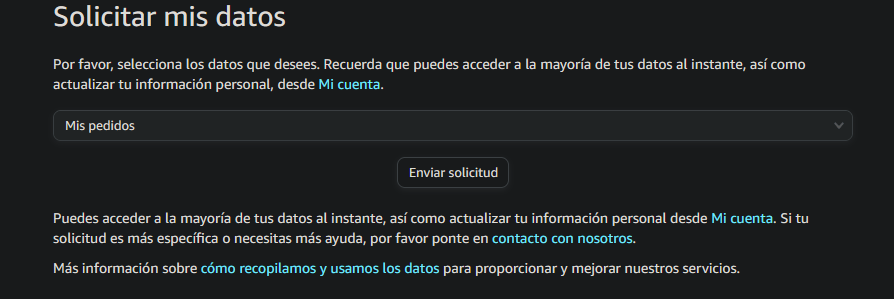 Solicitar mis datos
Por favor, selecciona los datos que desees. Recuerda que puedes acceder a la mayoría de tus datos al instante, así como
actualizar tu información personal, desde Mi cuenta.
Mis pedidos
Enviar solicitud
Puedes acceder a la mayoría de tus datos al instante, así como actualizar tu información personal desde Mi cuenta. Si tu
solicitud es más específica o necesitas más ayuda, por favor ponte en contacto con nosotros.
Más información sobre cómo recopilamos y usamos los datos para proporcionar y mejorar nuestros servicios.